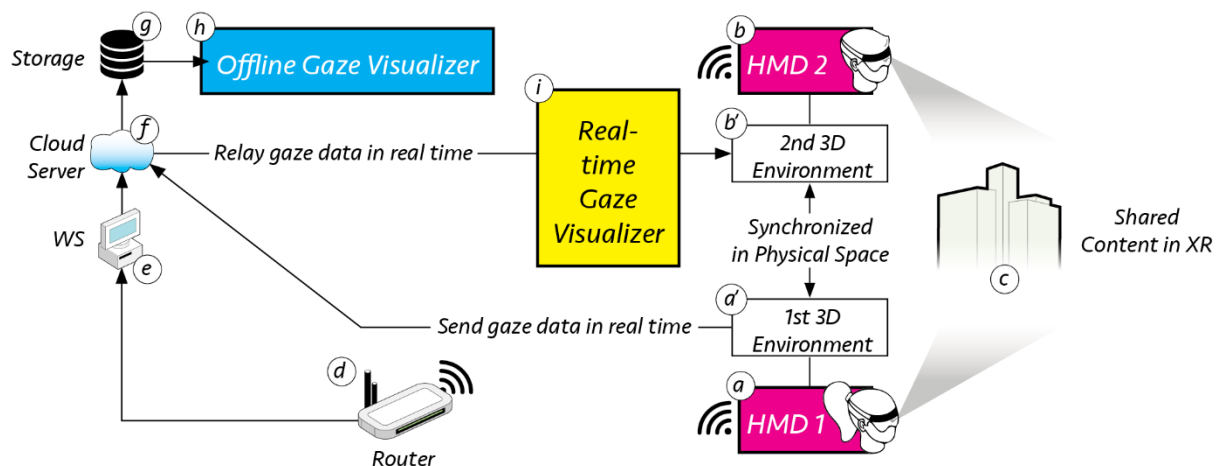 g
h
Storage
Offline Gaze Visualizer
b
HMD 2
i
f
Cloud
Server
Relay gaze data in real time
Real-
time
Gaze
Visualizer
b'
2nd 3D
Environment
WS
e
Synchronized
in Physical Space
Shared
Content in XR
c
a'
Send gaze data in real time
1st 3D
Environment
d
a
HMD 1
Router